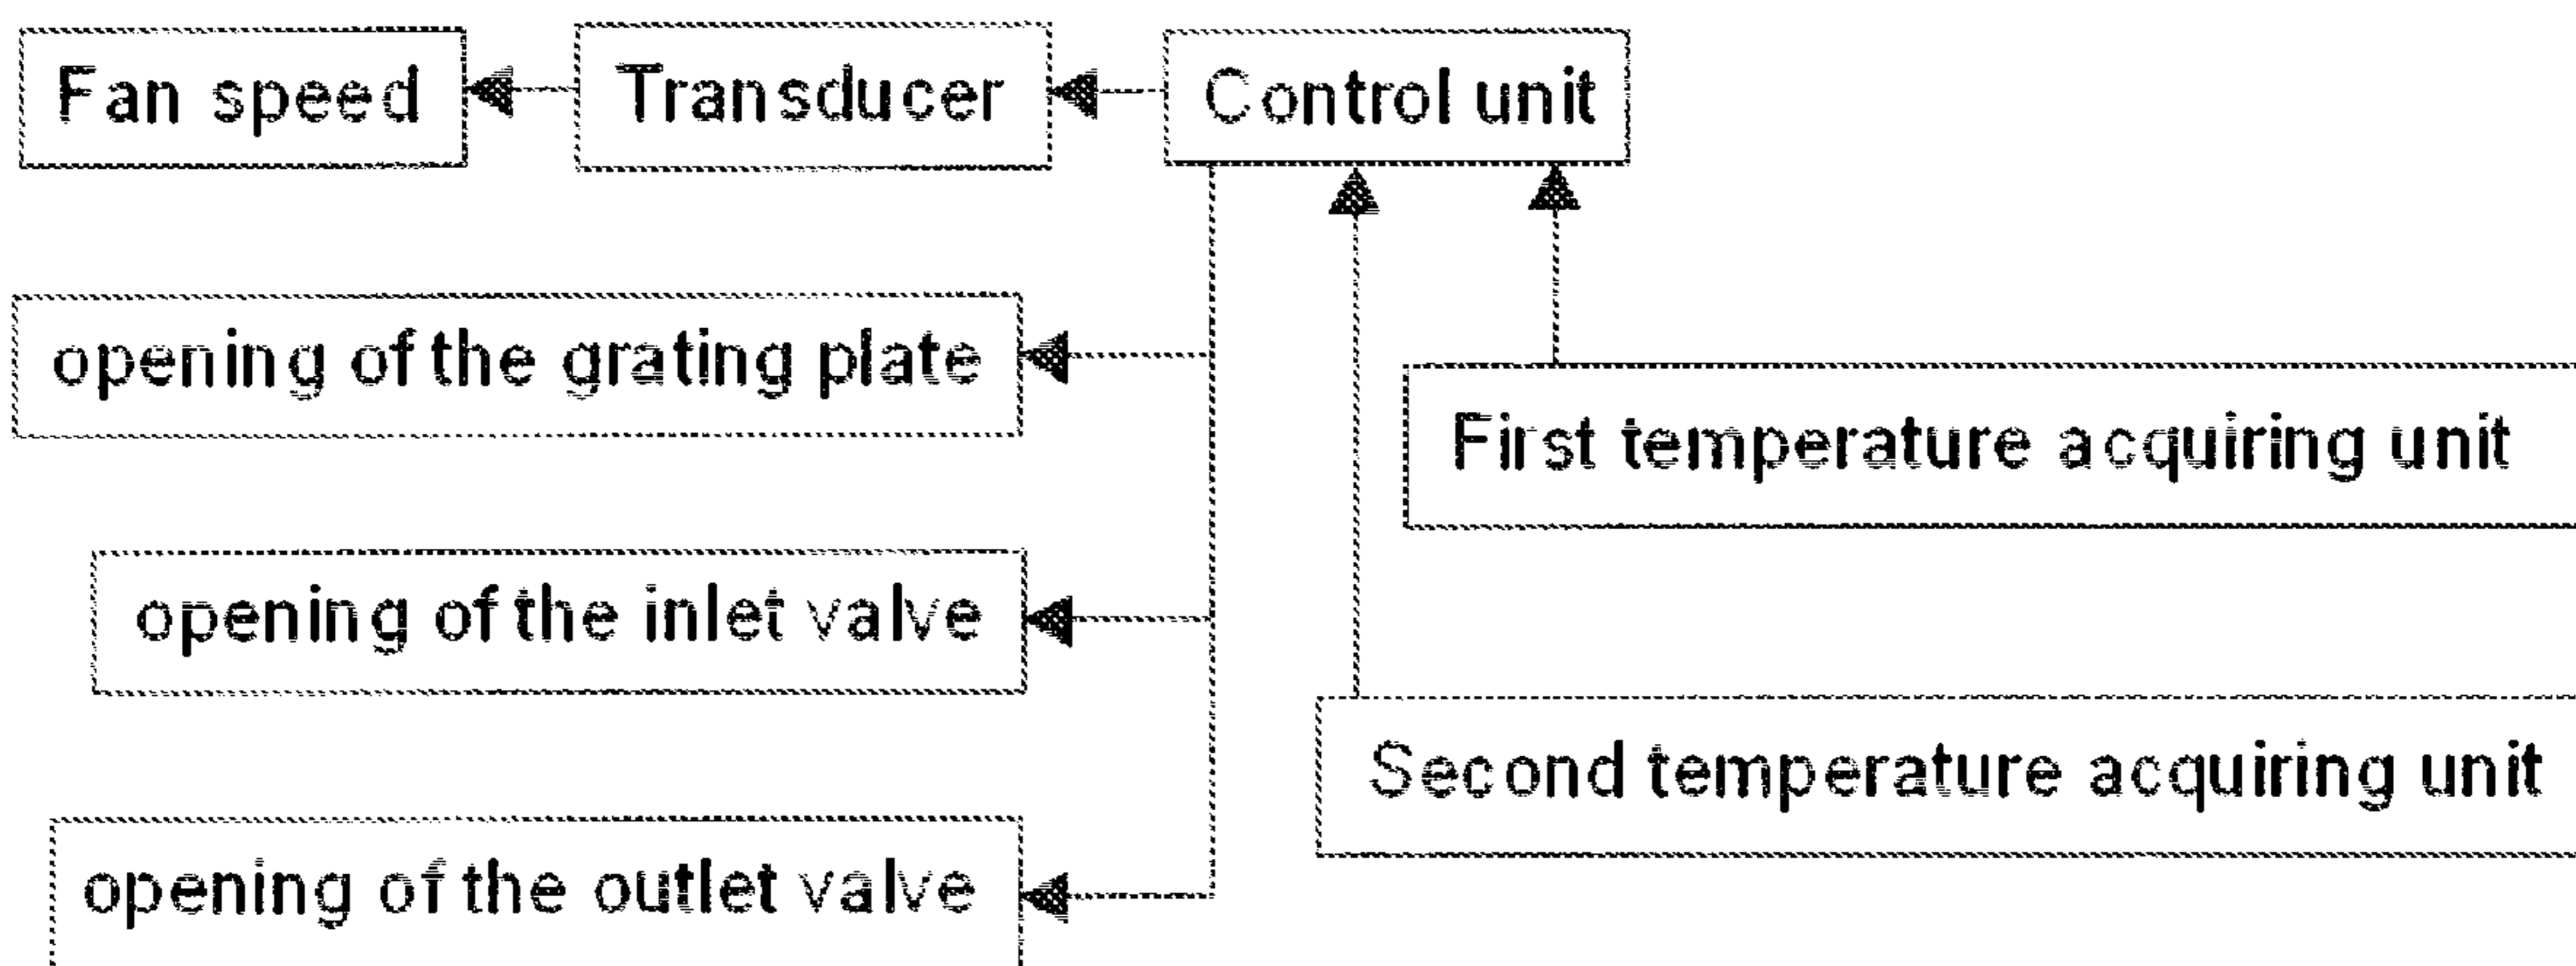 Fan speed
Transducer
Control unit
opening of the grating plate
First temperature acquiring unit
opening of the inlet valve
Second temperature acquiring unit
opening of the outlet valve